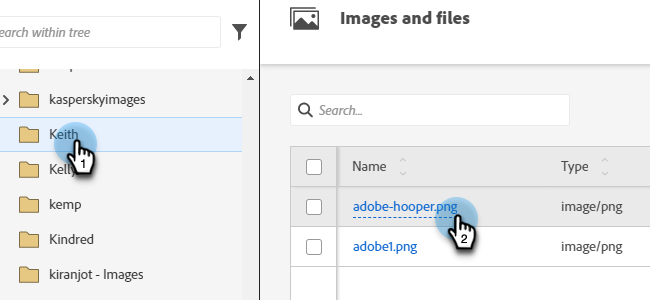 earch within tree
kasperskyimages
Keith
1
Kelly
kemp
Kindred
kiranjot - Images
Images and files
Search...
Name
Type
adobe-hooper.png
image/png
2
adobe1.png
image/png